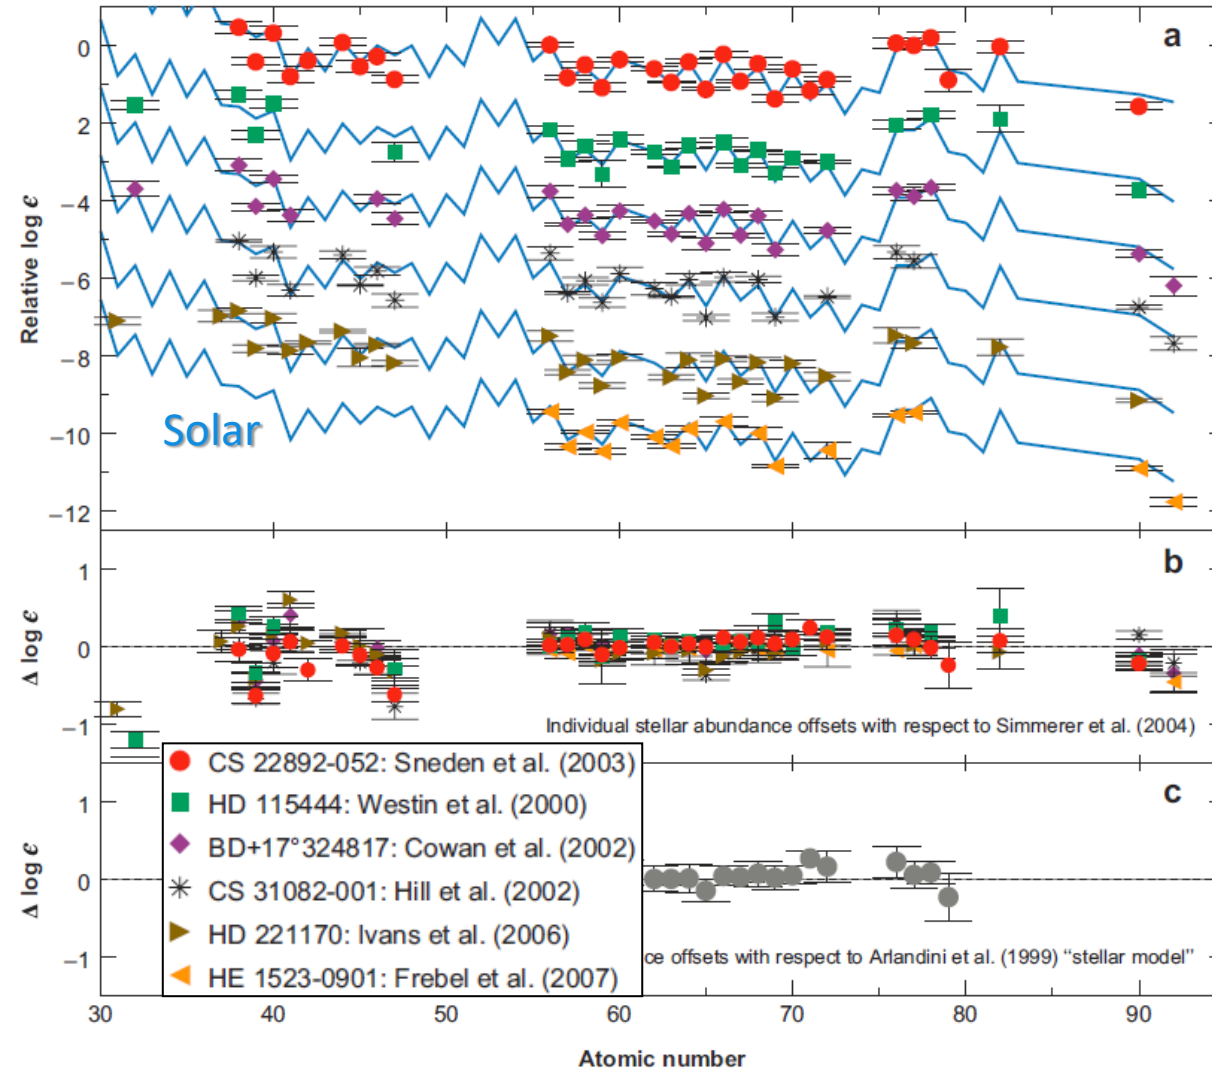 a
0
2
−4
−6
−8
−10
−12
Relative log ϵ
Solar
b
1
0
−1
Δ log ϵ
Individual stellar abundance offsets with respect to Simmerer et al. (2004)
c
1
0
−1
Δ log ϵ
CS 22892-052: Sneden et al. (2003)
HD 115444: Westin et al. (2000)
BD+17°324817: Cowan et al. (2002)
CS 31082-001: Hill et al. (2002)
HD 221170: Ivans et al. (2006)
HE 1523-0901: Frebel et al. (2007)
ce offsets with respect to Arlandini et al. (1999) “stellar model”
30 40 50 60 70 80 90
Atomic number